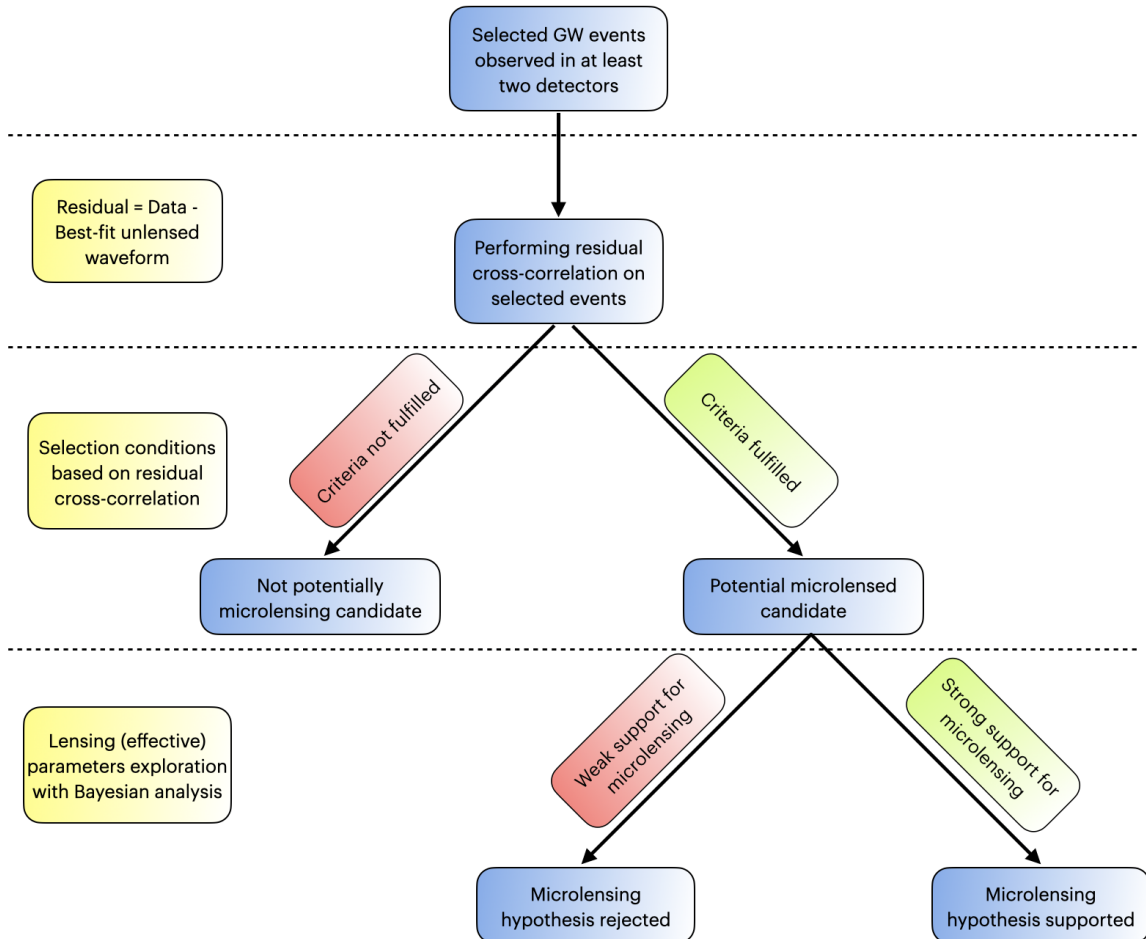 Selected GW events
observed in at least
two detectors
Residual = Data -
Best-fit unlensed
waveform
Performing residual
cross-correlation on
selected events
Criteria not fulfilled
Criteria fulfilled
Selection conditions
based on residual
cross-correlation
Not potentially
microlensing candidate
Potential microlensed
candidate
Weak support for
microlensing
Strong support for
microlensing
Lensing (effective)
parameters exploration
with Bayesian analysis
Microlensing
hypothesis rejected
Microlensing
hypothesis supported